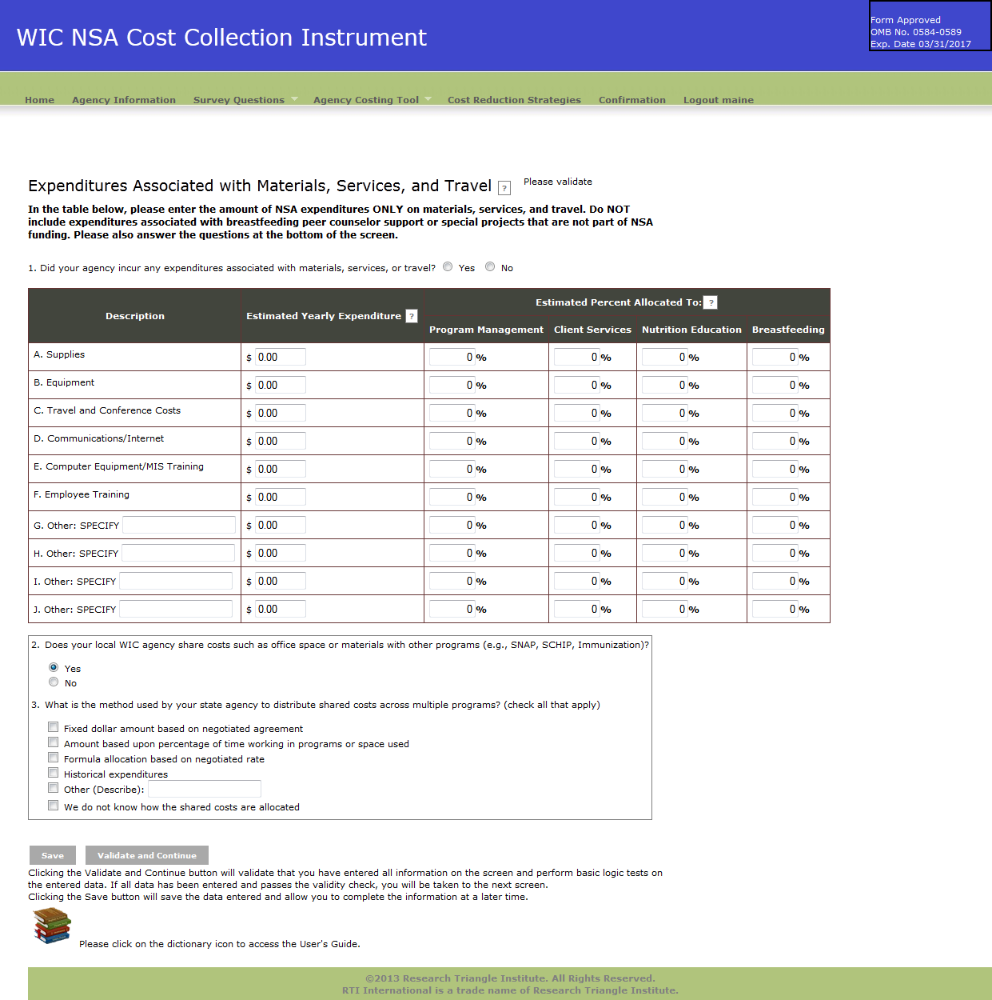 WIC NSA Cost Collection Instrument
Form Approved
OMB No. 0584-0589
Exp. Date 03/31/2017
Home Agency Information Survey Questions Agency Costing Tool Cost Reduction Strategies Confirmation Logout maine
Expenditures Associated with Materials, Services, and Travel ? Please validate
In the table below, please enter the amount of NSA expenditures ONLY on materials, services, and travel. Do NOT
include expenditures associated with breastfeeding peer counselor support or special projects that are not part of NSA
funding. Please also answer the questions at the bottom of the screen.
1. Did your agency incur any expenditures associated with materials, services, or travel? Yes No
Description Estimated Yearly Expenditure ? Estimated Percent Allocated To: ?
Program Management Client Services Nutrition Education Breastfeeding
A. Supplies $ 0.00 0 % 0 % 0 % 0 %
B. Equipment $ 0.00 0 % 0 % 0 % 0 %
C. Travel and Conference Costs $ 0.00 0 % 0 % 0 % 0 %
D. Communications/Internet $ 0.00 0 % 0 % 0 % 0 %
E. Computer Equipment/MIS Training $ 0.00 0 % 0 % 0 % 0 %
F. Employee Training $ 0.00 0 % 0 % 0 % 0 %
G. Other: SPECIFY $ 0.00 0 % 0 % 0 % 0 %
H. Other: SPECIFY $ 0.00 0 % 0 % 0 % 0 %
I. Other: SPECIFY $ 0.00 0 % 0 % 0 % 0 %
J. Other: SPECIFY $ 0.00 0 % 0 % 0 % 0 %
2. Does your local WIC agency share costs such as office space or materials with other programs (e.g., SNAP, SCHIP, Immunization)?
Yes
No
3. What is the method used by your state agency to distribute shared costs across multiple programs? (check all that apply)
Fixed dollar amount based on negotiated agreement
Amount based upon percentage of time working in programs or space used
Formula allocation based on negotiated rate
Historical expenditures
Other (Describe):
We do not know how the shared costs are allocated
Save Validate and Continue
Clicking the Validate and Continue button will validate that you have entered all information on the screen and perform basic logic tests on
the entered data. If all data has been entered and passes the validity check, you will be taken to the next screen.
Clicking the Save button will save the data entered and allow you to complete the information at a later time.
Please click on the dictionary icon to access the User's Guide.
©2013 Research Triangle Institute. All Rights Reserved.
RTI International is a trade name of Research Triangle Institute.